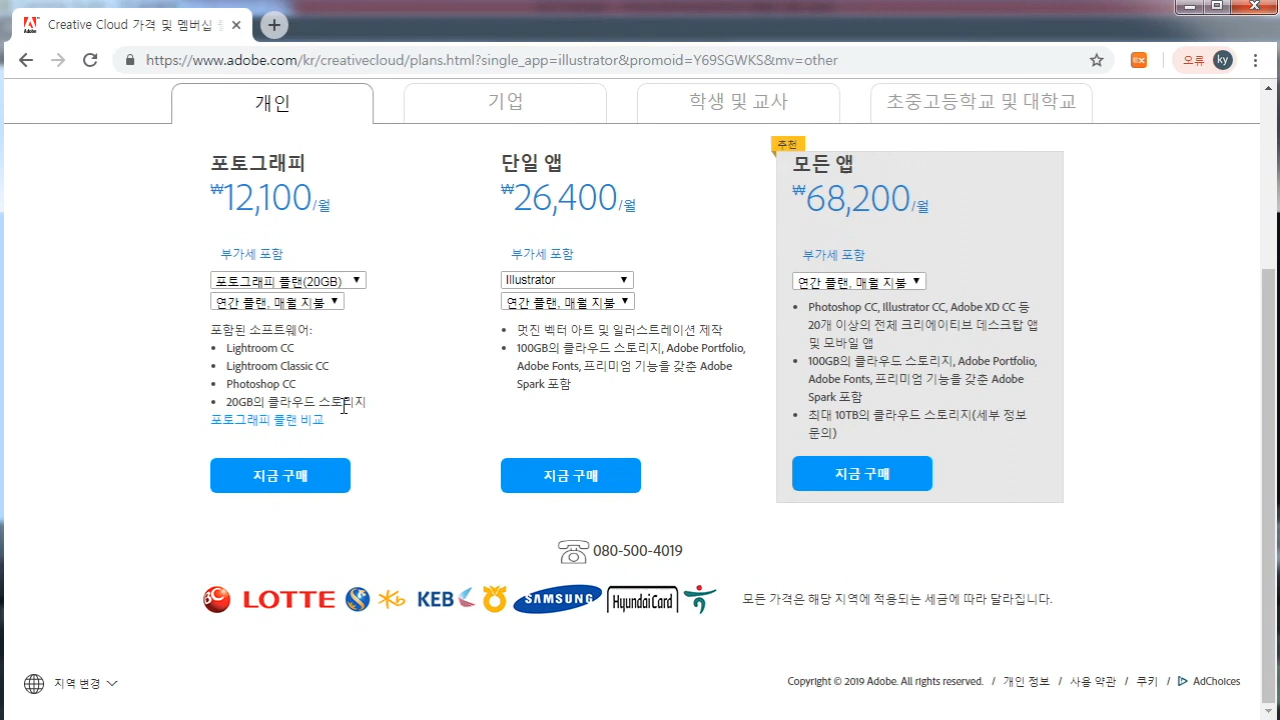 Creative Cloud 가격 및 멤버십
https://www.adobe.com/kr/creativecloud/plans.html?single_app=illustrator&promoid=Y69SGWKS&mv=other
오류
ky
개인
기업
학생 및 교사
초중고등학교 및 대학교
포토그래피
₩12,100/월
부가세 포함
포토그래피 플랜(20GB)
연간 플랜, 매월 지불
포함된 소프트웨어:
• Lightroom CC
• Lightroom Classic CC
• Photoshop CC
• 20GB의 클라우드 스토리지
포토그래피 플랜 비교
지금 구매
단일 앱
₩26,400/월
부가세 포함
Illustrator
연간 플랜, 매월 지불
• 멋진 벡터 아트 및 일러스트레이션 제작
• 100GB의 클라우드 스토리지, Adobe Portfolio,
Adobe Fonts, 프리미엄 기능을 갖춘 Adobe
Spark 포함
지금 구매
추천
모든 앱
₩68,200/월
부가세 포함
연간 플랜, 매월 지불
• Photoshop CC, Illustrator CC, Adobe XD CC 등
20개 이상의 전체 크리에이티브 데스크탑 앱
및 모바일 앱
• 100GB의 클라우드 스토리지, Adobe Portfolio,
Adobe Fonts, 프리미엄 기능을 갖춘 Adobe
Spark 포함
• 최대 10TB의 클라우드 스토리지(세부 정보
문의)
지금 구매
080-500-4019
BC LOTTE KEB SAMSUNG HyundaiCard
모든 가격은 해당 지역에 적용되는 세금에 따라 달라집니다.
지역 변경
Copyright © 2019 Adobe. All rights reserved. / 개인 정보 / 사용 약관 / 쿠키 / AdChoices